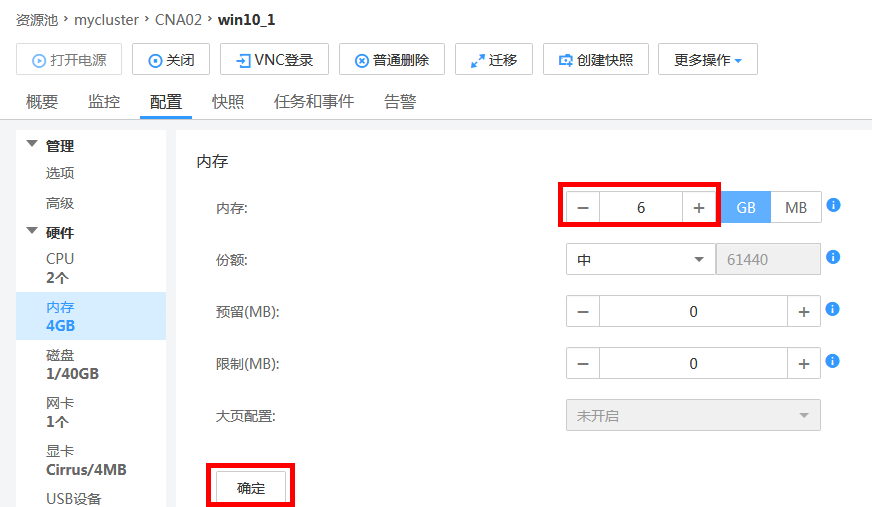 资源池 › mycluster › CNA02 › win10_1
打开电源 关闭 VNC登录 普通删除 迁移 创建快照 更多操作
概要 监控 配置 快照 任务和事件 告警
管理
选项
高级
硬件
CPU
2个
内存
4GB
磁盘
1/40GB
网卡
1个
显卡
Cirrus/4MB
USB设备
内存
内存: − 6 + GB MB
份额: 中 61440
预留(MB): − 0 +
限制(MB): − 0 +
大页配置: 未开启
确定